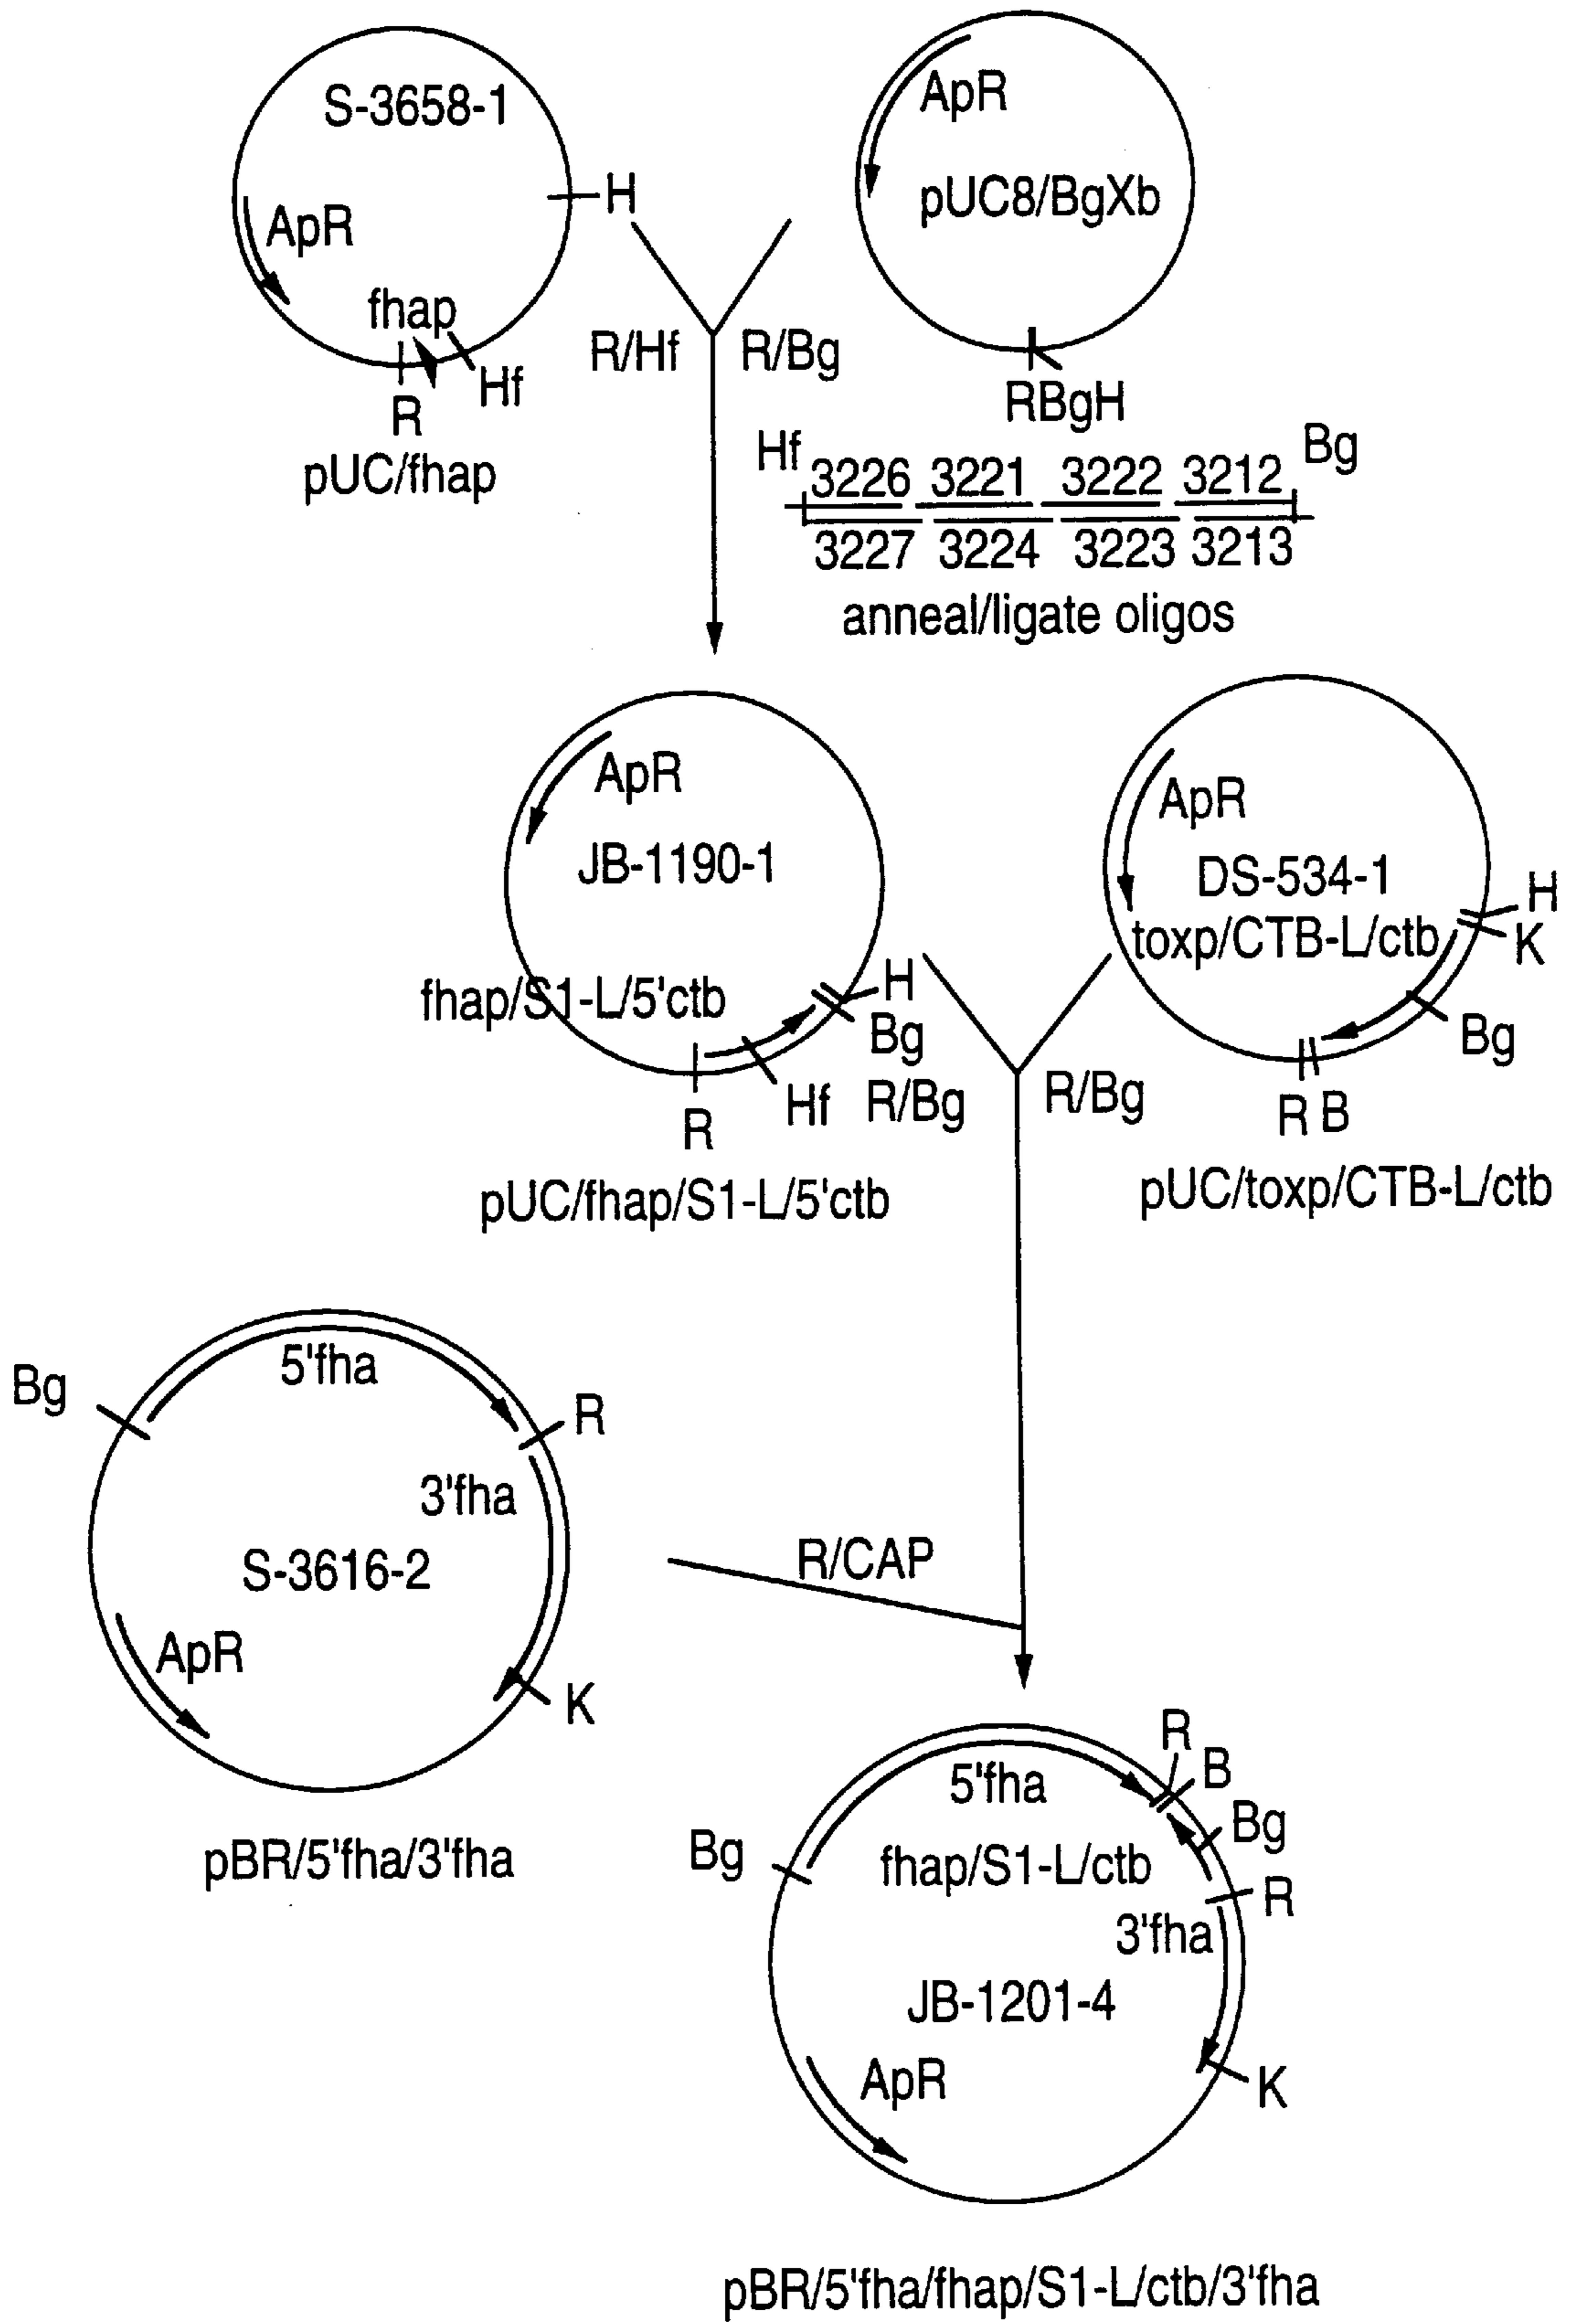 S-3658-1
ApR
H
fhap
Hf
R
pUC/fhap
ApR
pUC8/BgXb
RBgH
R/Hf
R/Bg
Hf
3226 3221 3222 3212
Bg
3227 3224 3223 3213
anneal/ligate oligos
ApR
JB-1190-1
fhap/S1-L/5'ctb
H
Bg
Hf
R
R/Bg
pUC/fhap/S1-L/5'ctb
ApR
DS-534-1
toxp/CTB-L/ctb
H
K
Bg
R B
R/Bg
pUC/toxp/CTB-L/ctb
Bg
5'fha
R
3'fha
S-3616-2
ApR
K
pBR/5'fha/3'fha
R/CAP
R
B
5'fha
Bg
Bg
fhap/S1-L/ctb
R
3'fha
JB-1201-4
ApR
K
pBR/5'fha/fhap/S1-L/ctb/3'fha